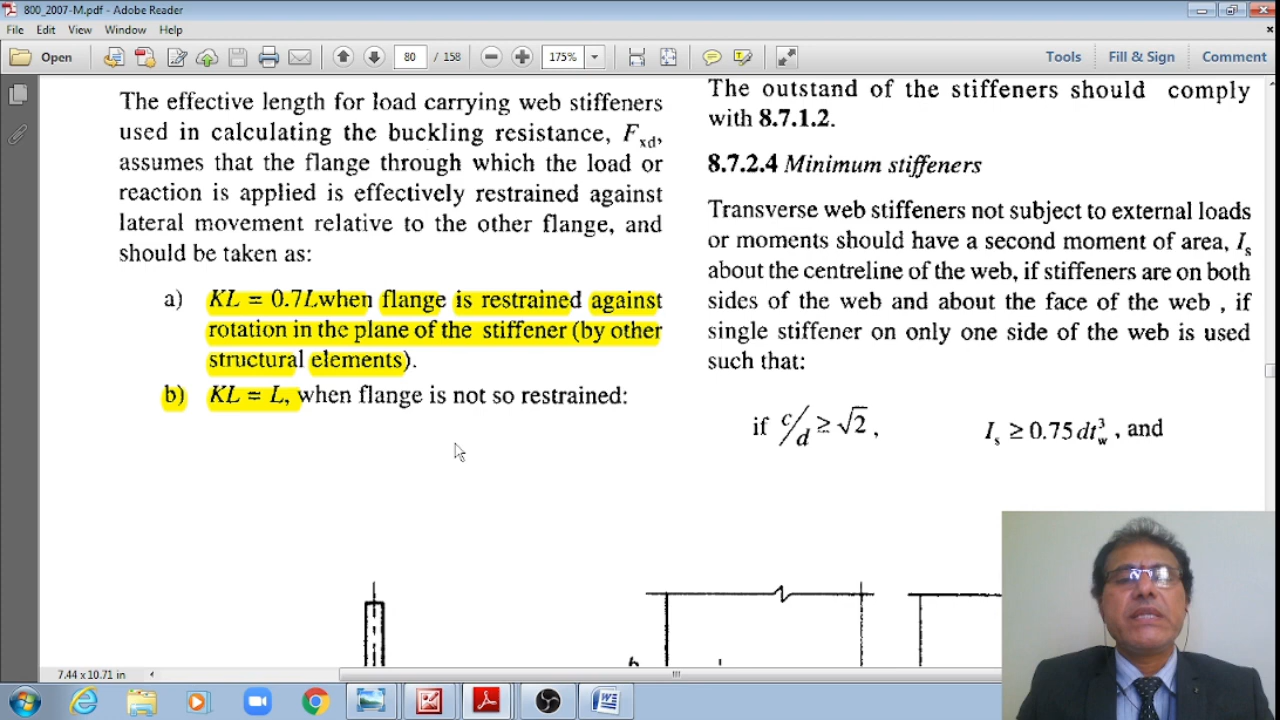 800_2007-M.pdf - Adobe Reader
File Edit View Window Help
Open 80 / 158 175% Tools Fill & Sign Comment
The effective length for load carrying web stiffeners
used in calculating the buckling resistance, Fxd,
assumes that the flange through which the load or
reaction is applied is effectively restrained against
lateral movement relative to the other flange, and
should be taken as:
a) KL = 0.7Lwhen flange is restrained against
rotation in the plane of the stiffener (by other
structural elements).
b) KL = L, when flange is not so restrained:
The outstand of the stiffeners should comply
with 8.7.1.2.
8.7.2.4 Minimum stiffeners
Transverse web stiffeners not subject to external loads
or moments should have a second moment of area, Is
about the centreline of the web, if stiffeners are on both
sides of the web and about the face of the web , if
single stiffener on only one side of the web is used
such that:
if c/d ≥ √2 , Is ≥ 0.75 dtw³ , and
7.44 x 10.71 in